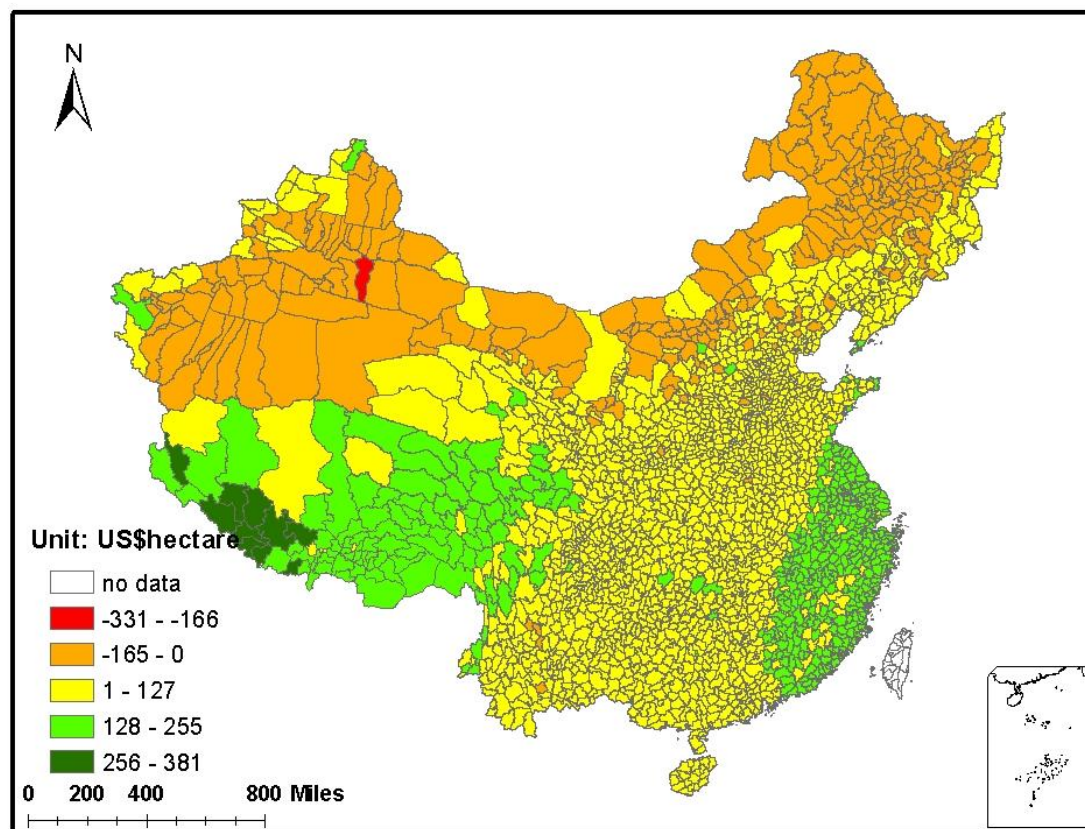 N
Unit: US$hectare
no data
-331 - -166
-165 - 0
1 - 127
128 - 255
256 - 381
0 200 400 800 Miles